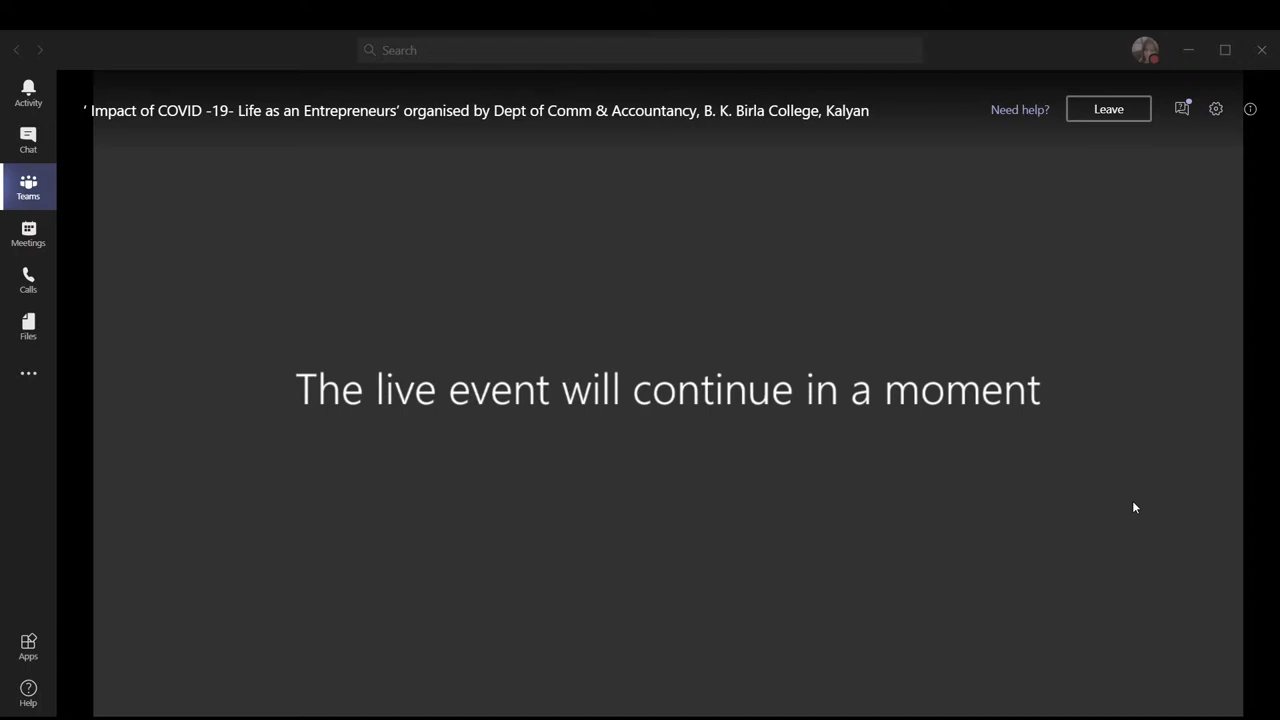 Search
‘ Impact of COVID -19- Life as an Entrepreneurs’ organised by Dept of Comm & Accountancy, B. K. Birla College, Kalyan
Need help?
Leave
Activity
Chat
Teams
Meetings
Calls
Files
The live event will continue in a moment
Apps
Help